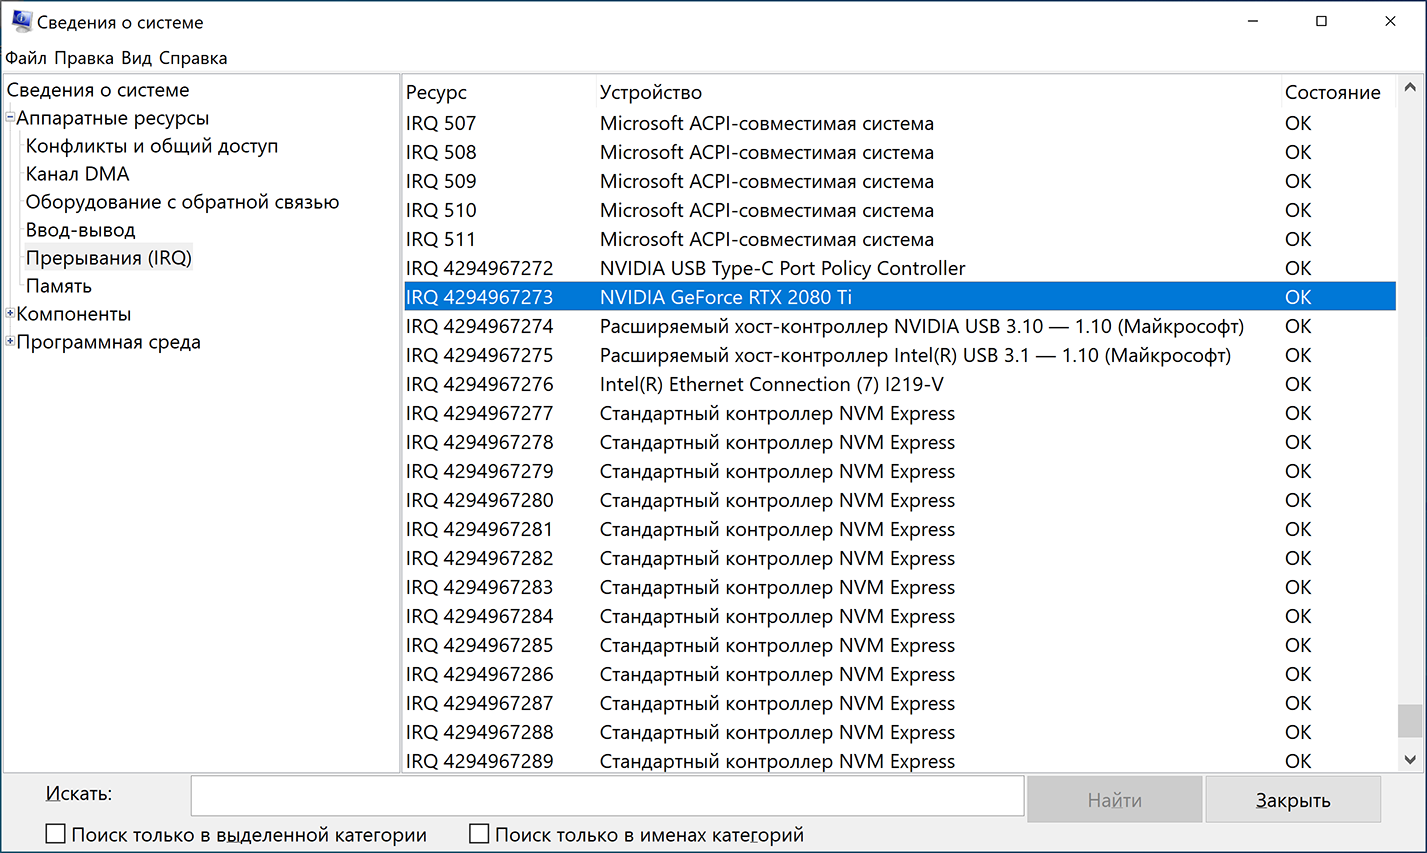 Сведения о системе
Файл Правка Вид Справка
Сведения о системе
Аппаратные ресурсы
Конфликты и общий доступ
Канал DMA
Оборудование с обратной связью
Ввод-вывод
Прерывания (IRQ)
Память
Компоненты
Программная среда
Ресурс Устройство Состояние
IRQ 507 Microsoft ACPI-совместимая система OK
IRQ 508 Microsoft ACPI-совместимая система OK
IRQ 509 Microsoft ACPI-совместимая система OK
IRQ 510 Microsoft ACPI-совместимая система OK
IRQ 511 Microsoft ACPI-совместимая система OK
IRQ 4294967272 NVIDIA USB Type-C Port Policy Controller OK
IRQ 4294967273 NVIDIA GeForce RTX 2080 Ti OK
IRQ 4294967274 Расширяемый хост-контроллер NVIDIA USB 3.10 — 1.10 (Майкрософт) OK
IRQ 4294967275 Расширяемый хост-контроллер Intel(R) USB 3.1 — 1.10 (Майкрософт) OK
IRQ 4294967276 Intel(R) Ethernet Connection (7) I219-V OK
IRQ 4294967277 Стандартный контроллер NVM Express OK
IRQ 4294967278 Стандартный контроллер NVM Express OK
IRQ 4294967279 Стандартный контроллер NVM Express OK
IRQ 4294967280 Стандартный контроллер NVM Express OK
IRQ 4294967281 Стандартный контроллер NVM Express OK
IRQ 4294967282 Стандартный контроллер NVM Express OK
IRQ 4294967283 Стандартный контроллер NVM Express OK
IRQ 4294967284 Стандартный контроллер NVM Express OK
IRQ 4294967285 Стандартный контроллер NVM Express OK
IRQ 4294967286 Стандартный контроллер NVM Express OK
IRQ 4294967287 Стандартный контроллер NVM Express OK
IRQ 4294967288 Стандартный контроллер NVM Express OK
IRQ 4294967289 Стандартный контроллер NVM Express OK
Искать: Найти Закрыть
Поиск только в выделенной категории Поиск только в именах категорий